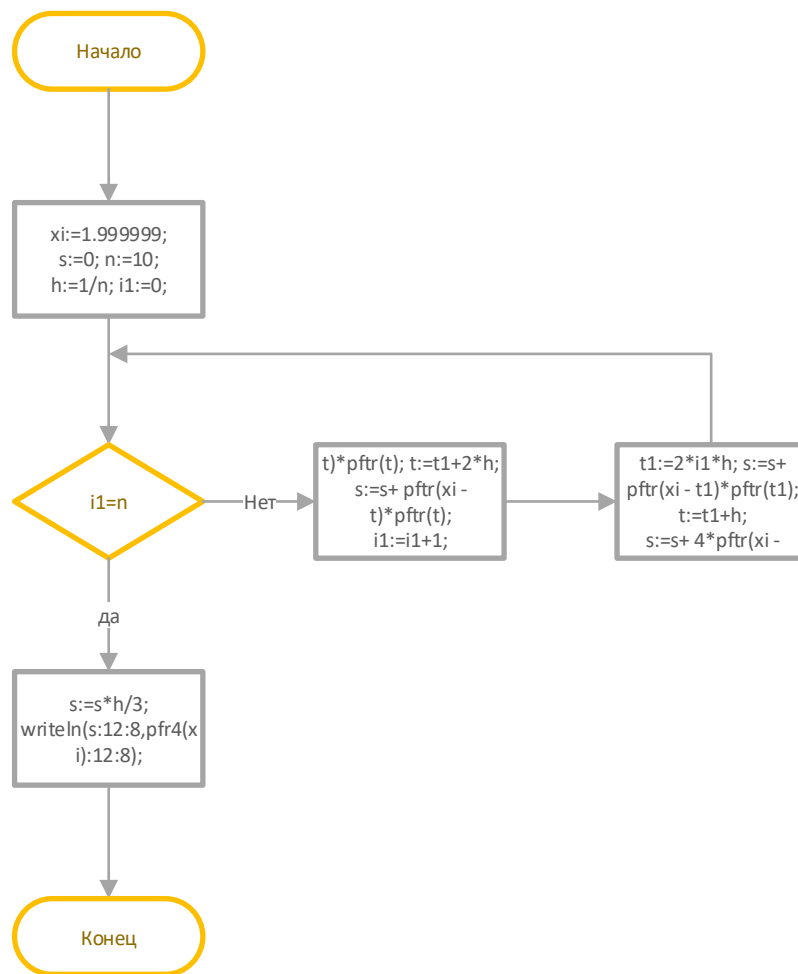 Начало
xi:=1.999999;
s:=0; n:=10;
h:=1/n; i1:=0;
i1=n
Нет
t)*pftr(t); t:=t1+2*h;
s:=s+ pftr(xi -
t)*pftr(t);
i1:=i1+1;
t1:=2*i1*h; s:=s+
pftr(xi - t1)*pftr(t1);
t:=t1+h;
s:=s+ 4*pftr(xi -
да
s:=s*h/3;
writeln(s:12:8,pfr4(x
i):12:8);
Конец